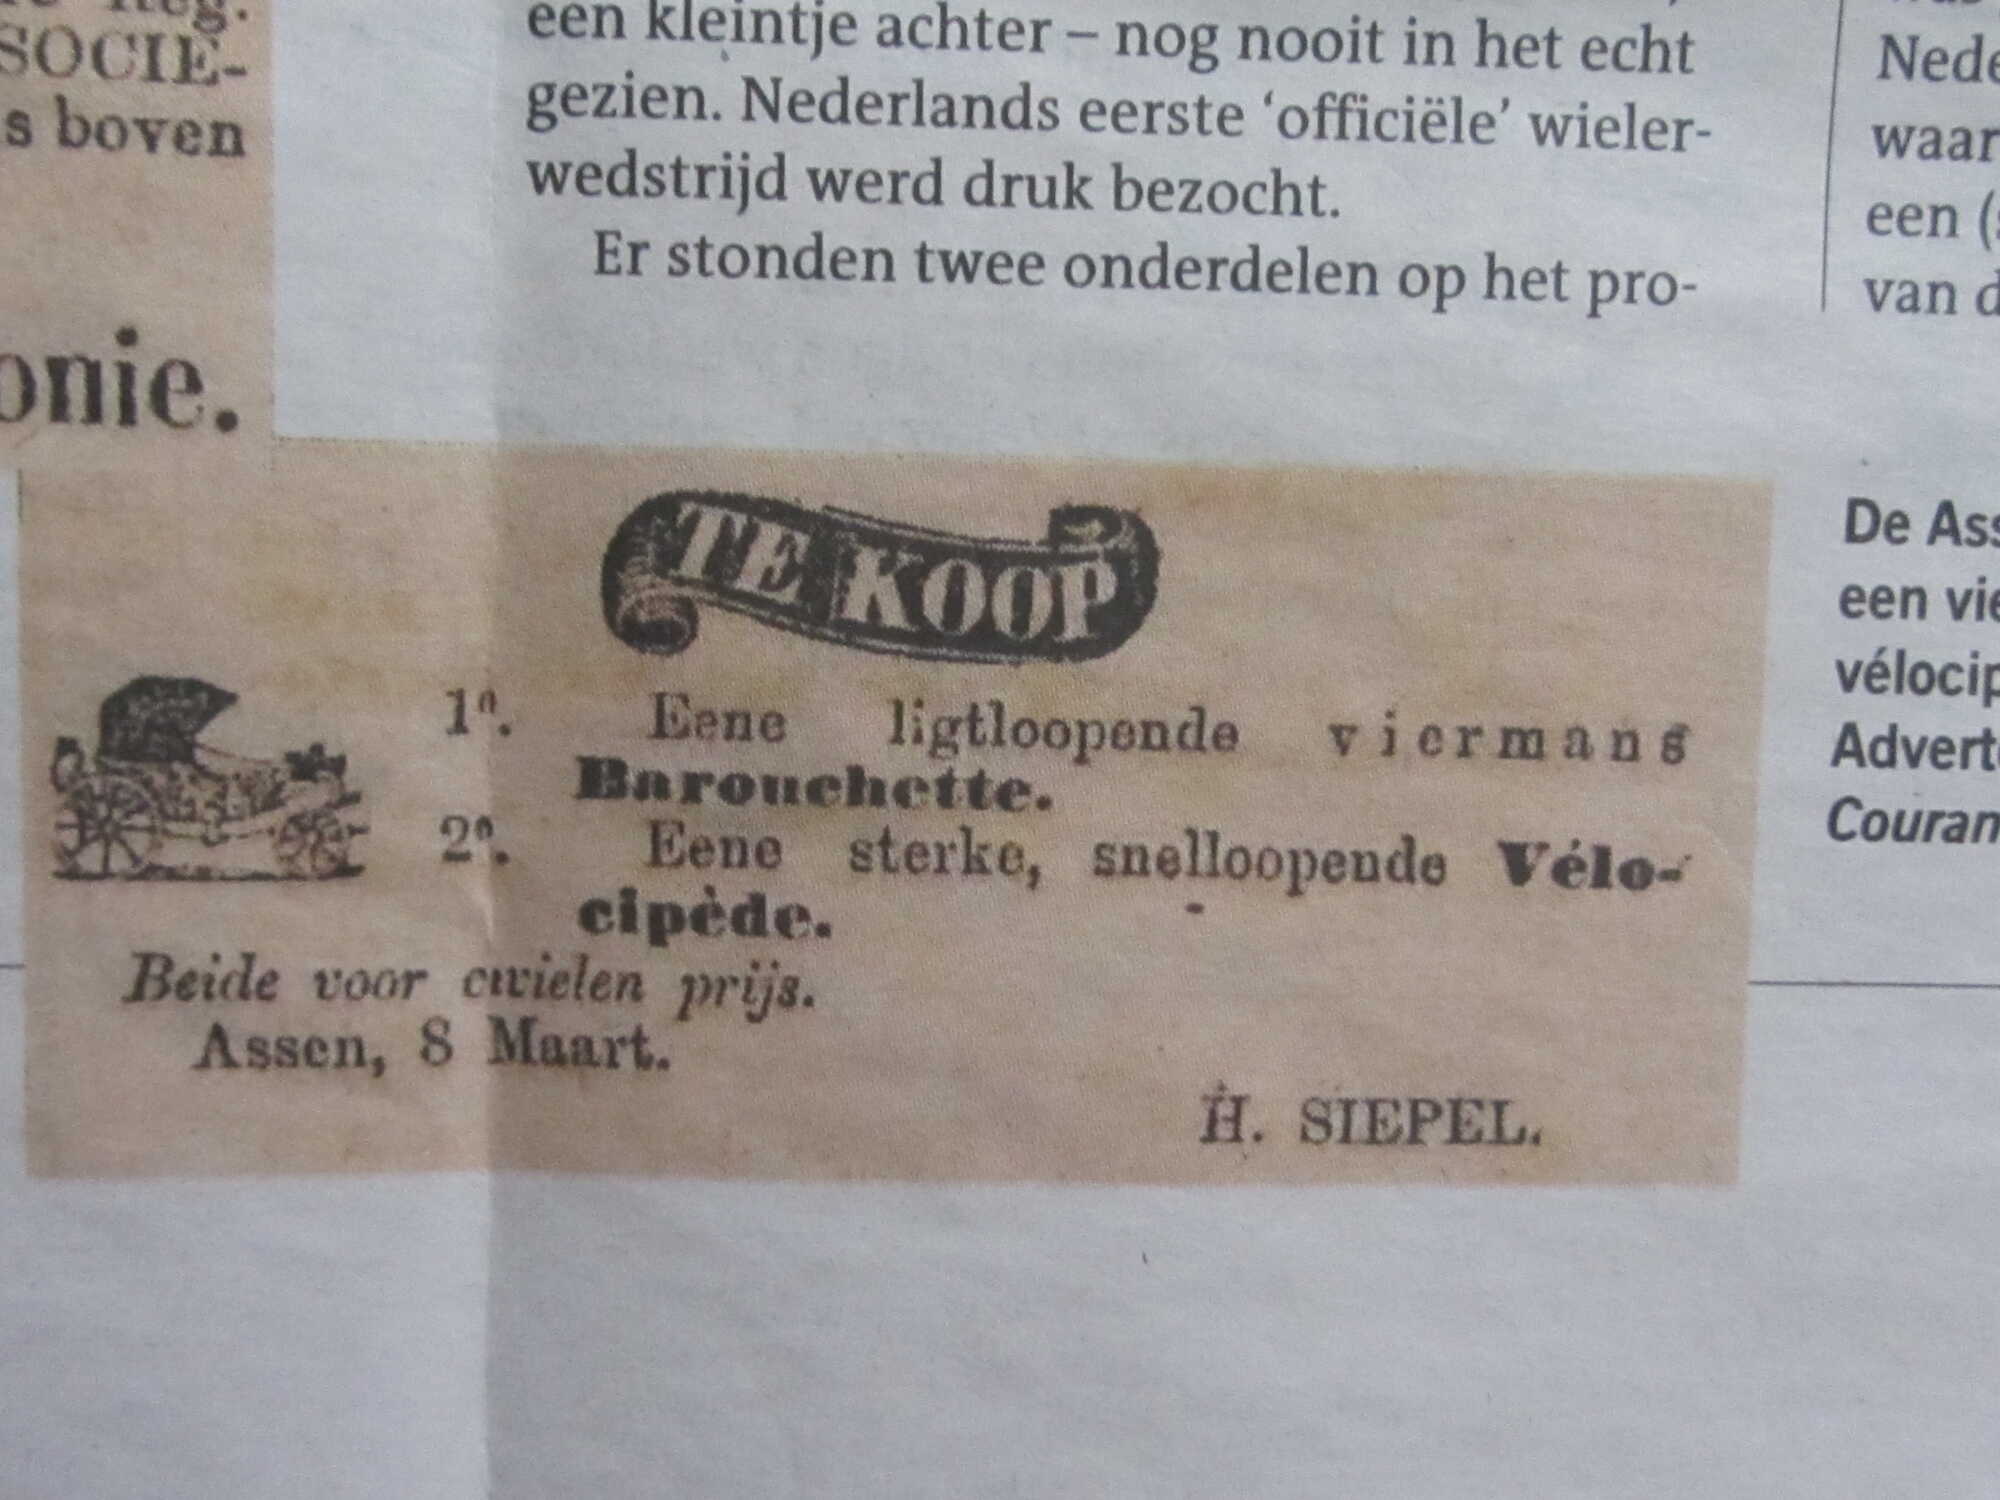 SOCIE-
s boven
onie.
een kleintje achter – nog nooit in het echt
gezien. Nederlands eerste ‘officiële’ wieler-
wedstrijd werd druk bezocht.
Er stonden twee onderdelen op het pro-
Nede
waar
een (
van d
TE KOOP
1º. Eene ligtloopende viermans
Barouchette.
2º. Eene sterke, snelloopende Vélo-
cipède.
Beide voor civielen prijs.
Assen, 8 Maart.
H. SIEPEL.
De Ass
een vie
vélocip
Advert
Couran